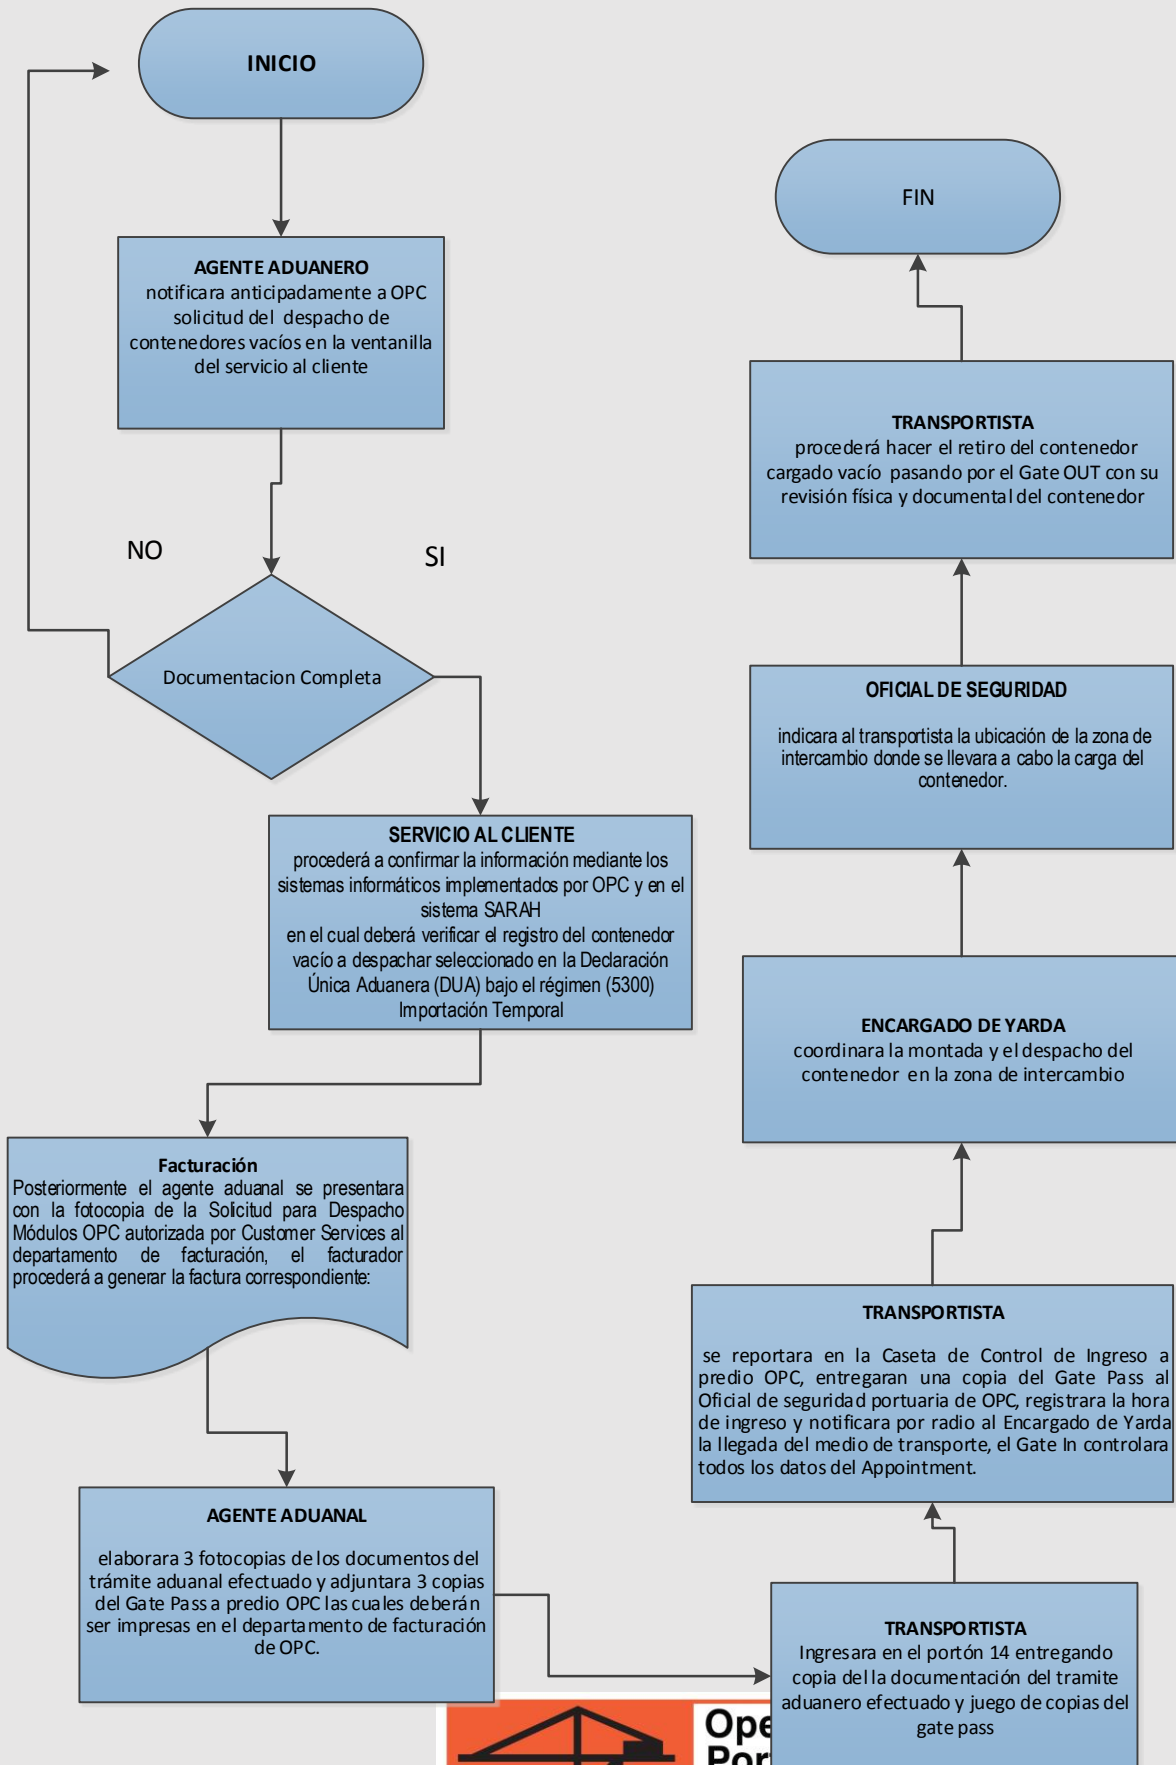 INICIO
AGENTE ADUANERO
notificara anticipadamente a OPC
solicitud del despacho de
contenedores vacíos en la ventanilla
del servicio al cliente
NO
SI
Documentacion Completa
SERVICIO AL CLIENTE
procederá a confirmar la información mediante los
sistemas informáticos implementados por OPC y en el
sistema SARAH
en el cual deberá verificar el registro del contenedor
vacío a despachar seleccionado en la Declaración
Única Aduanera (DUA) bajo el régimen (5300)
Importación Temporal
Facturación
Posteriormente el agente aduanal se presentara
con la fotocopia de la Solicitud para Despacho
Módulos OPC autorizada por Customer Services al
departamento de facturación, el facturador
procederá a generar la factura correspondiente:
AGENTE ADUANAL
elaborara 3 fotocopias de los documentos del
trámite aduanal efectuado y adjuntara 3 copias
del Gate Pass a predio OPC las cuales deberán
ser impresas en el departamento de facturación
de OPC.
TRANSPORTISTA
Ingresara en el portón 14 entregando
copia del la documentación del tramite
aduanero efectuado y juego de copias del
gate pass
TRANSPORTISTA
se reportara en la Caseta de Control de Ingreso a
predio OPC, entregaran una copia del Gate Pass al
Oficial de seguridad portuaria de OPC, registrara la hora
de ingreso y notificara por radio al Encargado de Yarda
la llegada del medio de transporte, el Gate In controlara
todos los datos del Appointment.
ENCARGADO DE YARDA
coordinara la montada y el despacho del
contenedor en la zona de intercambio
OFICIAL DE SEGURIDAD
indicara al transportista la ubicación de la zona de
intercambio donde se llevara a cabo la carga del
contenedor.
TRANSPORTISTA
procederá hacer el retiro del contenedor
cargado vacío pasando por el Gate OUT con su
revisión física y documental del contenedor
FIN